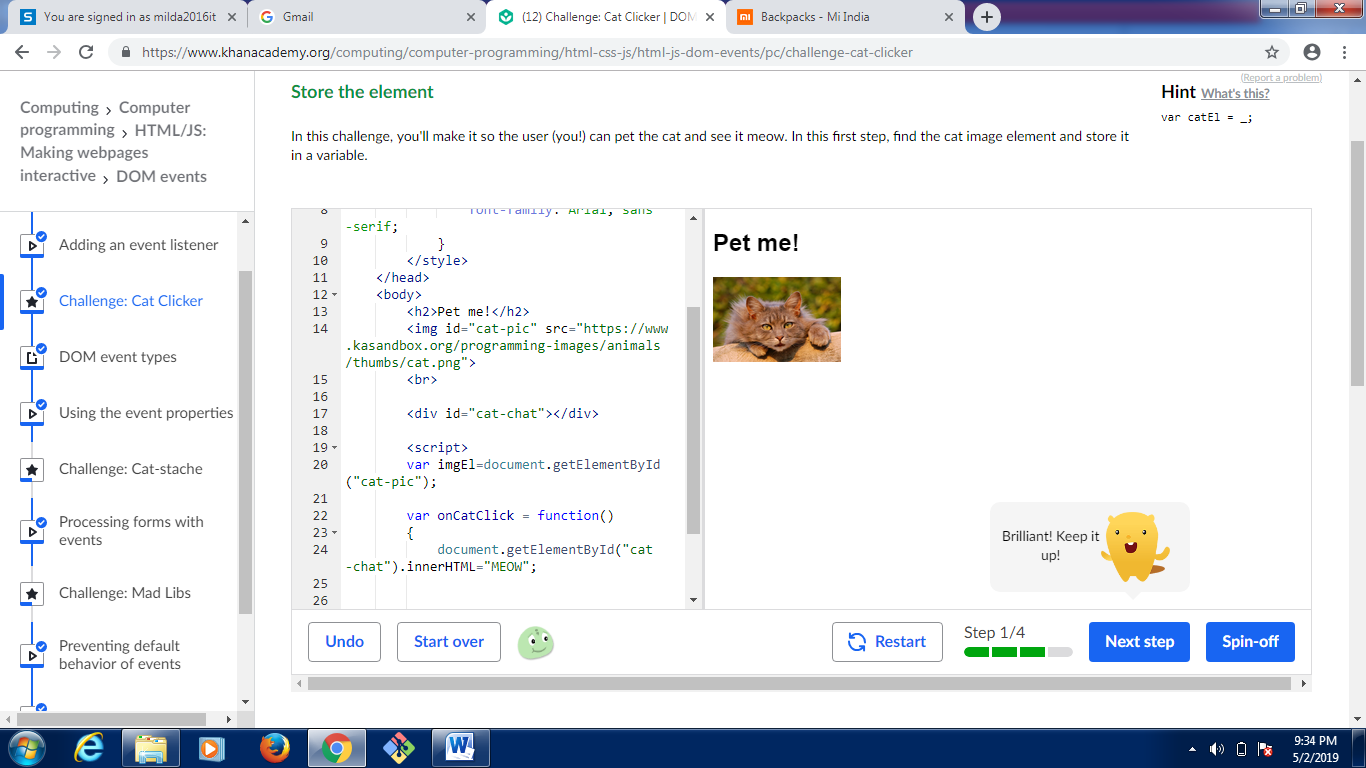 You are signed in as milda2016it
Gmail
(12) Challenge: Cat Clicker | DOM
Backpacks - Mi India
https://www.khanacademy.org/computing/computer-programming/html-css-js/html-js-dom-events/pc/challenge-cat-clicker
Computing > Computer
programming > HTML/JS:
Making webpages
interactive > DOM events
Adding an event listener
Challenge: Cat Clicker
DOM event types
Using the event properties
Challenge: Cat-stache
Processing forms with
events
Challenge: Mad Libs
Preventing default
behavior of events
Store the element
(Report a problem)
Hint What's this?
var catEl = _;
In this challenge, you'll make it so the user (you!) can pet the cat and see it meow. In this first step, find the cat image element and store it
in a variable.
8 font-family: Arial, sans
-serif;
9 }
10 </style>
11 </head>
12 <body>
13 <h2>Pet me!</h2>
14 <img id="cat-pic" src="https://www
.kasandbox.org/programming-images/animals
/thumbs/cat.png">
15 <br>
16
17 <div id="cat-chat"></div>
18
19 <script>
20 var imgEl=document.getElementById
("cat-pic");
21
22 var onCatClick = function()
23 {
24 document.getElementById("cat
-chat").innerHTML="MEOW";
25
26
Pet me!
Brilliant! Keep it
up!
Undo
Start over
Restart
Step 1/4
Next step
Spin-off
9:34 PM
5/2/2019